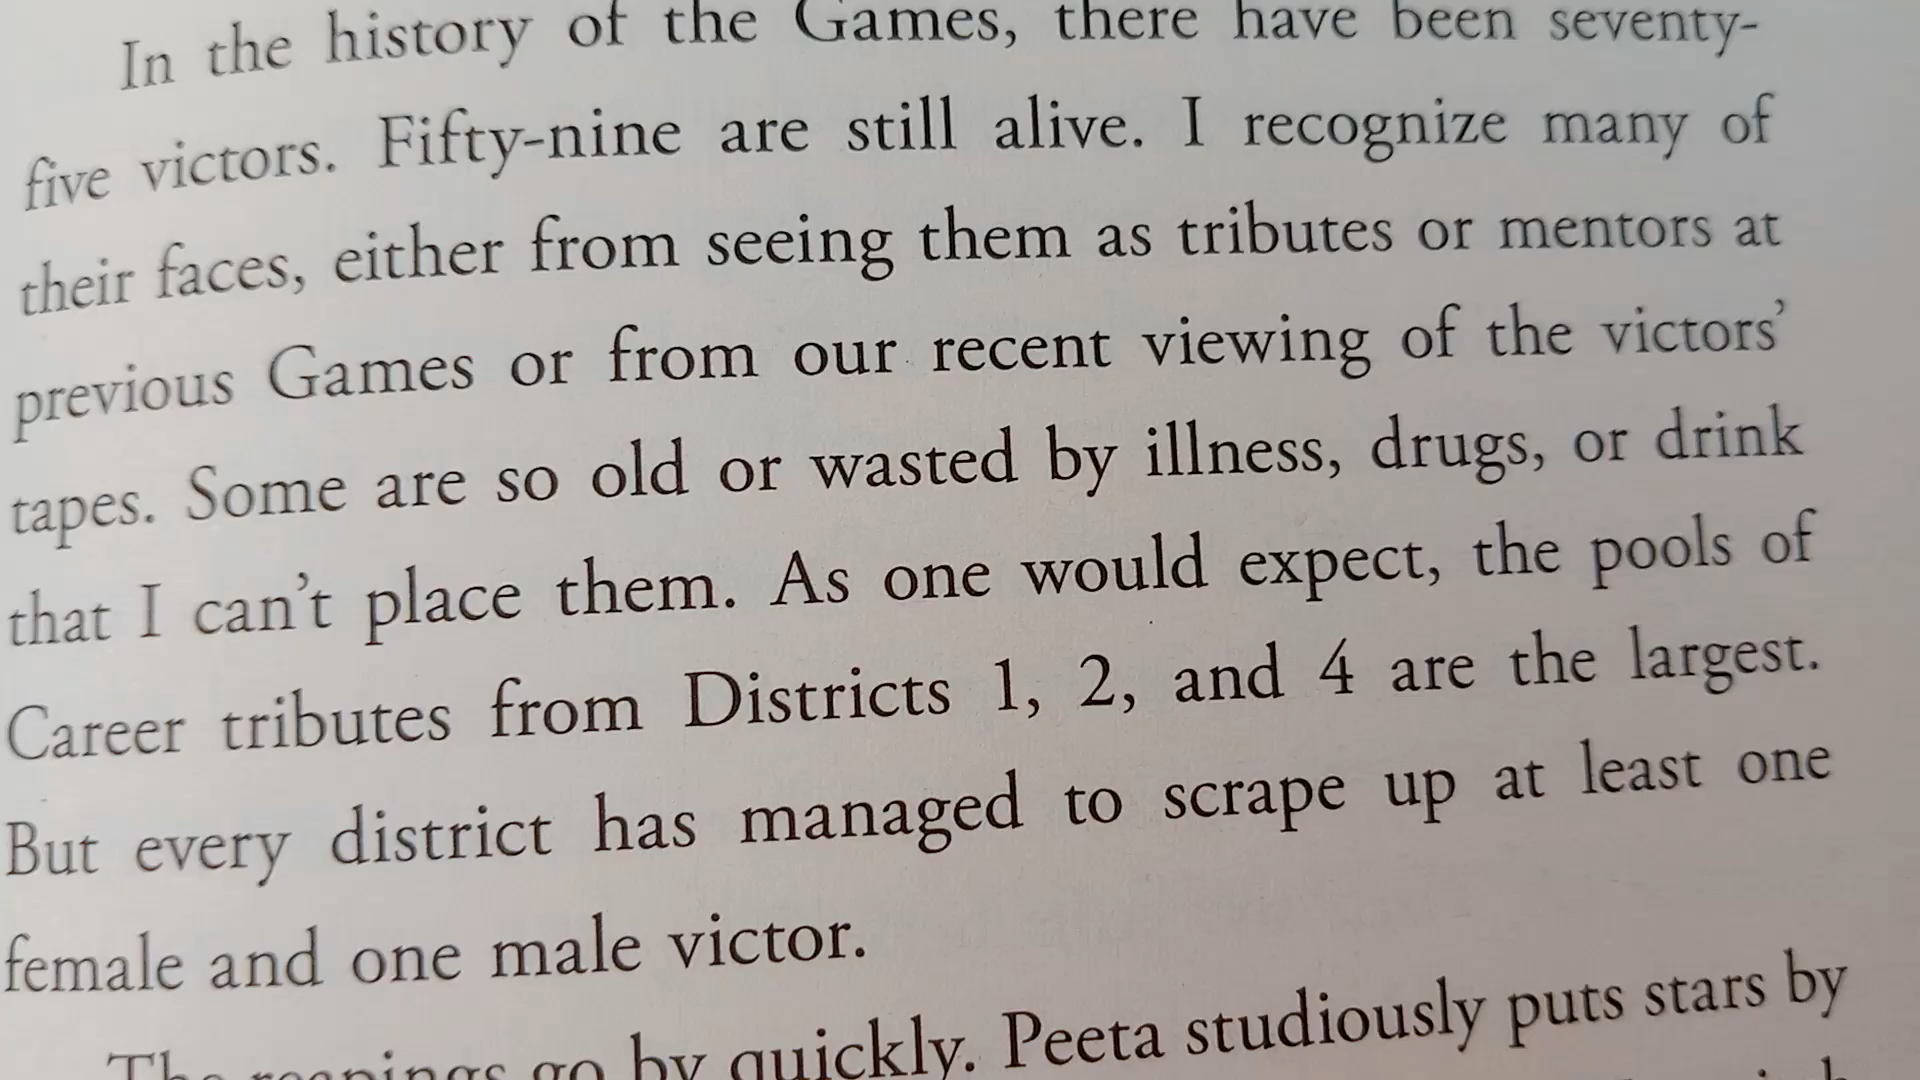 In the history of the Games, there have been seventy-
five victors. Fifty-nine are still alive. I recognize many of
their faces, either from seeing them as tributes or mentors at
previous Games or from our recent viewing of the victors’
tapes. Some are so old or wasted by illness, drugs, or drink
that I can’t place them. As one would expect, the pools of
Career tributes from Districts 1, 2, and 4 are the largest.
But every district has managed to scrape up at least one
female and one male victor.
The reapings go by quickly. Peeta studiously puts stars by